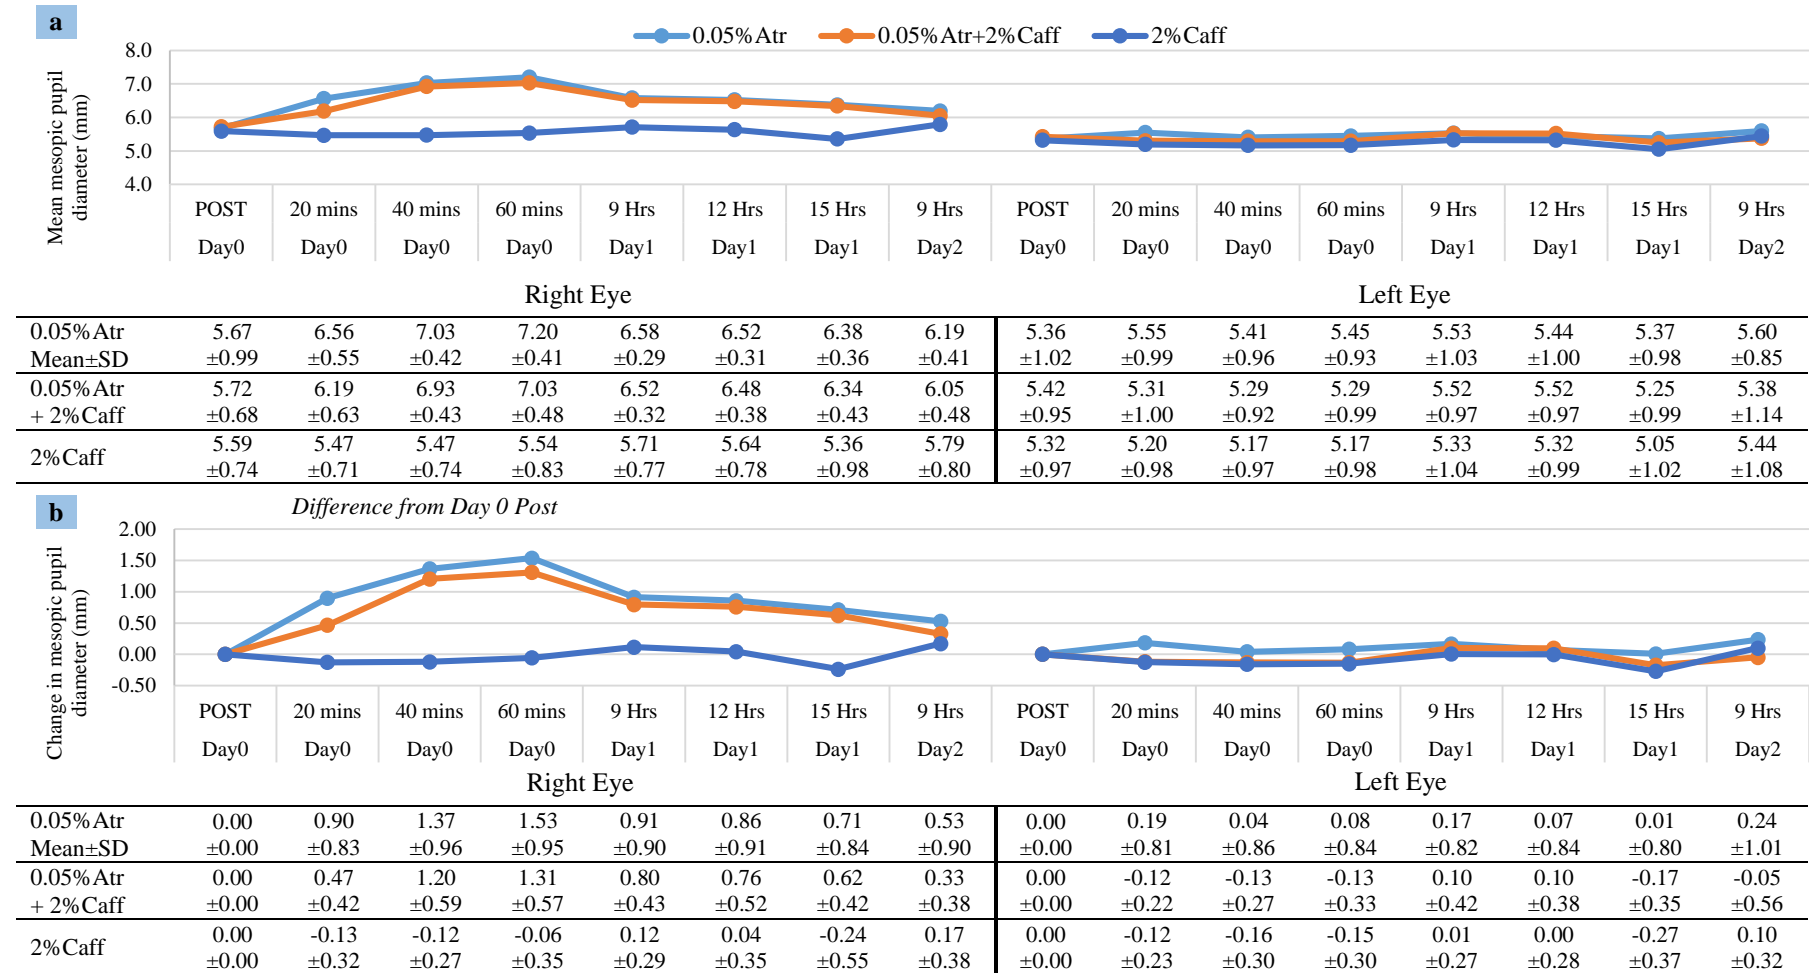 a
0.05%Atr 0.05%Atr+2%Caff 2%Caff
Mean mesopic pupil
diameter (mm)
8.0
7.0
6.0
5.0
4.0
POST 20 mins 40 mins 60 mins 9 Hrs 12 Hrs 15 Hrs 9 Hrs POST 20 mins 40 mins 60 mins 9 Hrs 12 Hrs 15 Hrs 9 Hrs
Day0 Day0 Day0 Day0 Day1 Day1 Day1 Day2 Day0 Day0 Day0 Day0 Day1 Day1 Day1 Day2
Right Eye Left Eye
0.05%Atr 5.67 6.56 7.03 7.20 6.58 6.52 6.38 6.19 5.36 5.55 5.41 5.45 5.53 5.44 5.37 5.60
Mean±SD ±0.99 ±0.55 ±0.42 ±0.41 ±0.29 ±0.31 ±0.36 ±0.41 ±1.02 ±0.99 ±0.96 ±0.93 ±1.03 ±1.00 ±0.98 ±0.85
0.05%Atr 5.72 6.19 6.93 7.03 6.52 6.48 6.34 6.05 5.42 5.31 5.29 5.29 5.52 5.52 5.25 5.38
+ 2%Caff ±0.68 ±0.63 ±0.43 ±0.48 ±0.32 ±0.38 ±0.43 ±0.48 ±0.95 ±1.00 ±0.92 ±0.99 ±0.97 ±0.97 ±0.99 ±1.14
2%Caff 5.59 5.47 5.47 5.54 5.71 5.64 5.36 5.79 5.32 5.20 5.17 5.17 5.33 5.32 5.05 5.44
±0.74 ±0.71 ±0.74 ±0.83 ±0.77 ±0.78 ±0.98 ±0.80 ±0.97 ±0.98 ±0.97 ±0.98 ±1.04 ±0.99 ±1.02 ±1.08
b
Difference from Day 0 Post
Change in mesopic pupil
diameter (mm)
2.00
1.50
1.00
0.50
0.00
-0.50
POST 20 mins 40 mins 60 mins 9 Hrs 12 Hrs 15 Hrs 9 Hrs POST 20 mins 40 mins 60 mins 9 Hrs 12 Hrs 15 Hrs 9 Hrs
Day0 Day0 Day0 Day0 Day1 Day1 Day1 Day2 Day0 Day0 Day0 Day0 Day1 Day1 Day1 Day2
Right Eye Left Eye
0.05%Atr 0.00 0.90 1.37 1.53 0.91 0.86 0.71 0.53 0.00 0.19 0.04 0.08 0.17 0.07 0.01 0.24
Mean±SD ±0.00 ±0.83 ±0.96 ±0.95 ±0.90 ±0.91 ±0.84 ±0.90 ±0.00 ±0.81 ±0.86 ±0.84 ±0.82 ±0.84 ±0.80 ±1.01
0.05%Atr 0.00 0.47 1.20 1.31 0.80 0.76 0.62 0.33 0.00 -0.12 -0.13 -0.13 0.10 0.10 -0.17 -0.05
+ 2%Caff ±0.00 ±0.42 ±0.59 ±0.57 ±0.43 ±0.52 ±0.42 ±0.38 ±0.00 ±0.22 ±0.27 ±0.33 ±0.42 ±0.38 ±0.35 ±0.56
2%Caff 0.00 -0.13 -0.12 -0.06 0.12 0.04 -0.24 0.17 0.00 -0.12 -0.16 -0.15 0.01 0.00 -0.27 0.10
±0.00 ±0.32 ±0.27 ±0.35 ±0.29 ±0.35 ±0.55 ±0.38 ±0.00 ±0.23 ±0.30 ±0.30 ±0.27 ±0.28 ±0.37 ±0.32